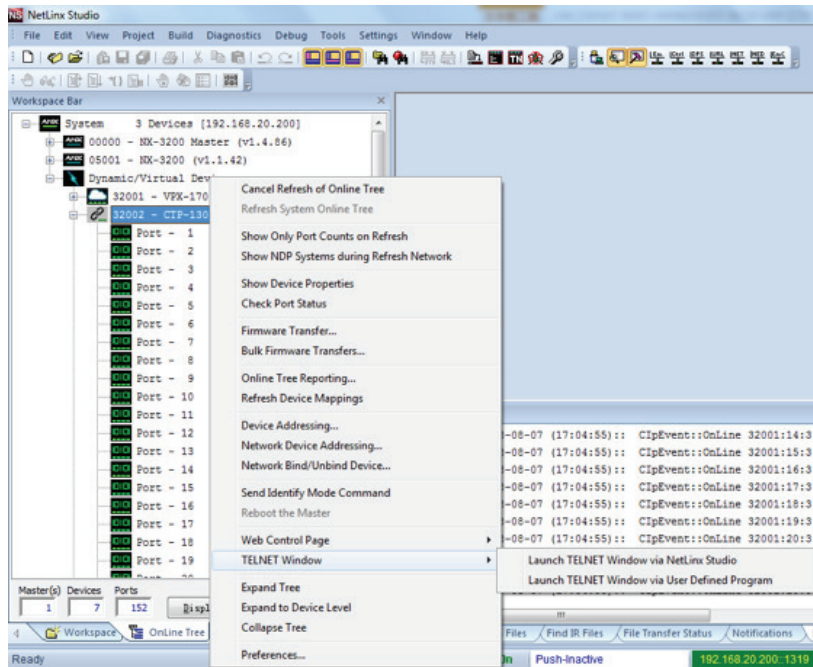 NetLinx Studio
File Edit View Project Build Diagnostics Debug Tools Settings Window Help
Workspace Bar
System 3 Devices [192.168.20.200]
00000 - NX-3200 Master (v1.4.86)
05001 - NX-3200 (v1.1.42)
Dynamic/Virtual Dev
32001 - VPX-170
32002 - CTP-130
Port - 1
Port - 2
Port - 3
Port - 4
Port - 5
Port - 6
Port - 7
Port - 8
Port - 9
Port - 10
Port - 11
Port - 12
Port - 13
Port - 14
Port - 15
Port - 16
Port - 17
Port - 18
Port - 19
Cancel Refresh of Online Tree
Refresh System Online Tree
Show Only Port Counts on Refresh
Show NDP Systems during Refresh Network
Show Device Properties
Check Port Status
Firmware Transfer...
Bulk Firmware Transfers...
Online Tree Reporting...
Refresh Device Mappings
Device Addressing...
Network Device Addressing...
Network Bind/Unbind Device...
Send Identify Mode Command
Reboot the Master
Web Control Page
TELNET Window
Expand Tree
Expand to Device Level
Collapse Tree
Preferences...
Launch TELNET Window via NetLinx Studio
Launch TELNET Window via User Defined Program
-08-07 (17:04:55):: CIpEvent::OnLine 32001:14:3
-08-07 (17:04:55):: CIpEvent::OnLine 32001:15:3
-08-07 (17:04:55):: CIpEvent::OnLine 32001:16:3
-08-07 (17:04:55):: CIpEvent::OnLine 32001:17:3
-08-07 (17:04:55):: CIpEvent::OnLine 32001:18:3
-08-07 (17:04:55):: CIpEvent::OnLine 32001:19:3
-08-07 (17:04:55):: CIpEvent::OnLine 32001:20:3
Master(s) Devices Ports
1 7 152 Displ
Workspace OnLine Tree
Files Find IR Files File Transfer Status Notifications
Ready
Push-Inactive 192.168.20.200::1319